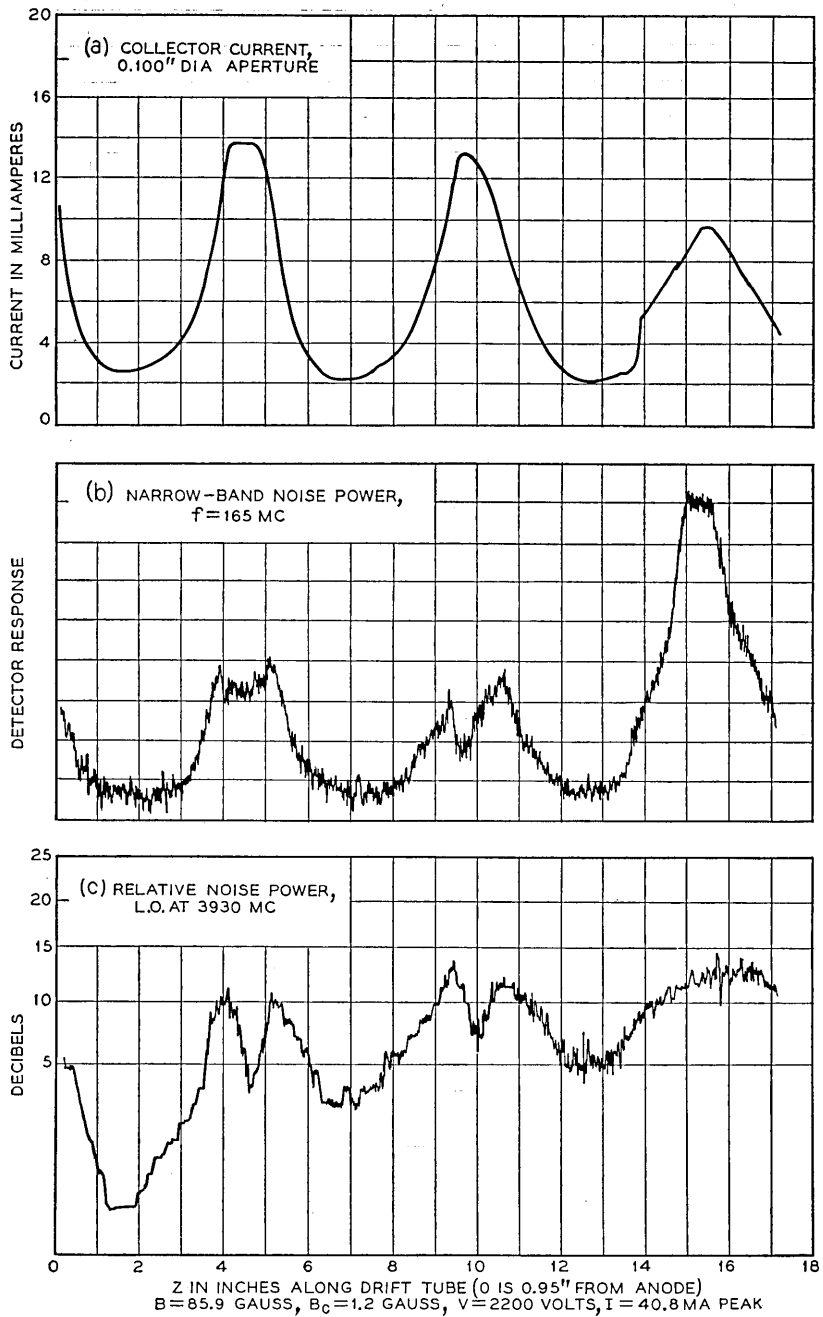 20
16
12
8
4
0
CURRENT IN MILLIAMPERES
(a) COLLECTOR CURRENT,
0.100" DIA APERTURE
(b) NARROW-BAND NOISE POWER,
f=165 MC
DETECTOR RESPONSE
25
20
15
10
5
DECIBELS
(c) RELATIVE NOISE POWER,
L.O. AT 3930 MC
0 2 4 6 8 10 12 14 16 18
Z IN INCHES ALONG DRIFT TUBE (0 IS 0.95" FROM ANODE)
B=85.9 GAUSS, Bc=1.2 GAUSS, V=2200 VOLTS, I=40.8 MA PEAK